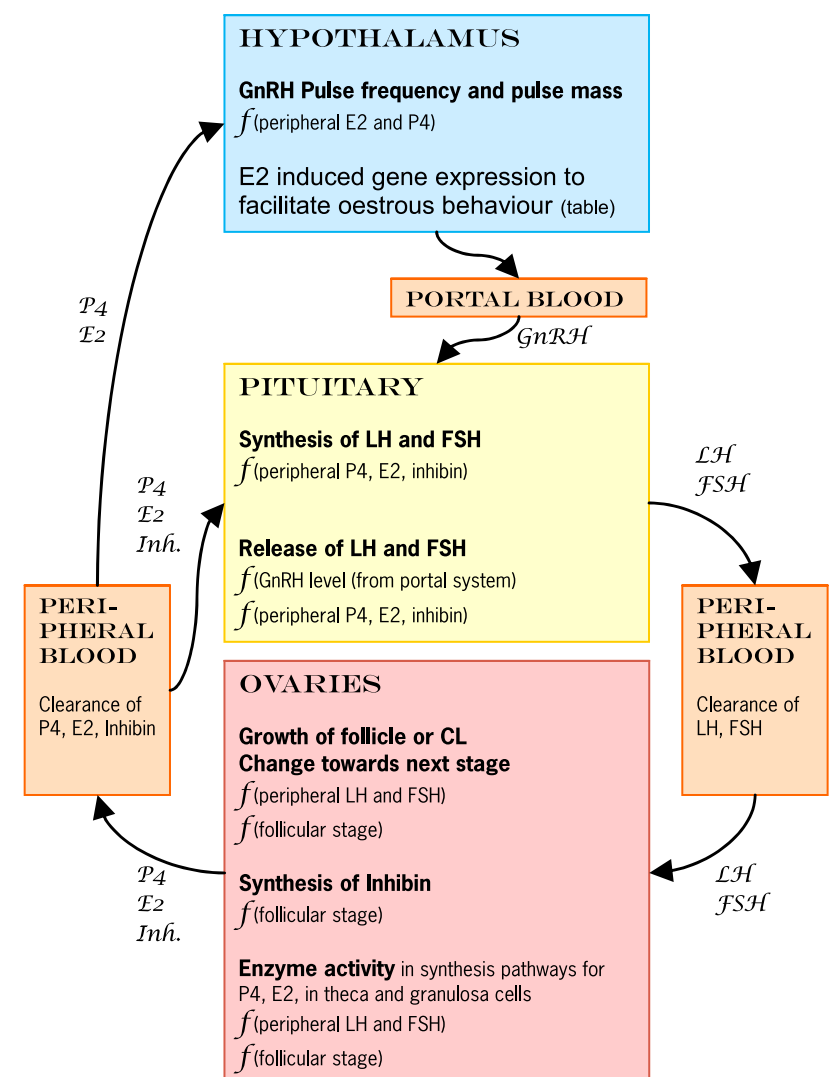 HYPOTHALAMUS
GnRH Pulse frequency and pulse mass
f(peripheral E2 and P4)
E2 induced gene expression to
facilitate oestrous behaviour (table)
P4
E2
PORTAL BLOOD
GnRH
PITUITARY
Synthesis of LH and FSH
f(peripheral P4, E2, inhibin)
Release of LH and FSH
f(GnRH level (from portal system)
f(peripheral P4, E2, inhibin)
P4
E2
Inh.
LH
FSH
PERI-
PHERAL
BLOOD
Clearance of
P4, E2, Inhibin
PERI-
PHERAL
BLOOD
Clearance of
LH, FSH
OVARIES
Growth of follicle or CL
Change towards next stage
f(peripheral LH and FSH)
f(follicular stage)
Synthesis of Inhibin
f(follicular stage)
Enzyme activity in synthesis pathways for
P4, E2, in theca and granulosa cells
f(peripheral LH and FSH)
f(follicular stage)
P4
E2
Inh.
LH
FSH